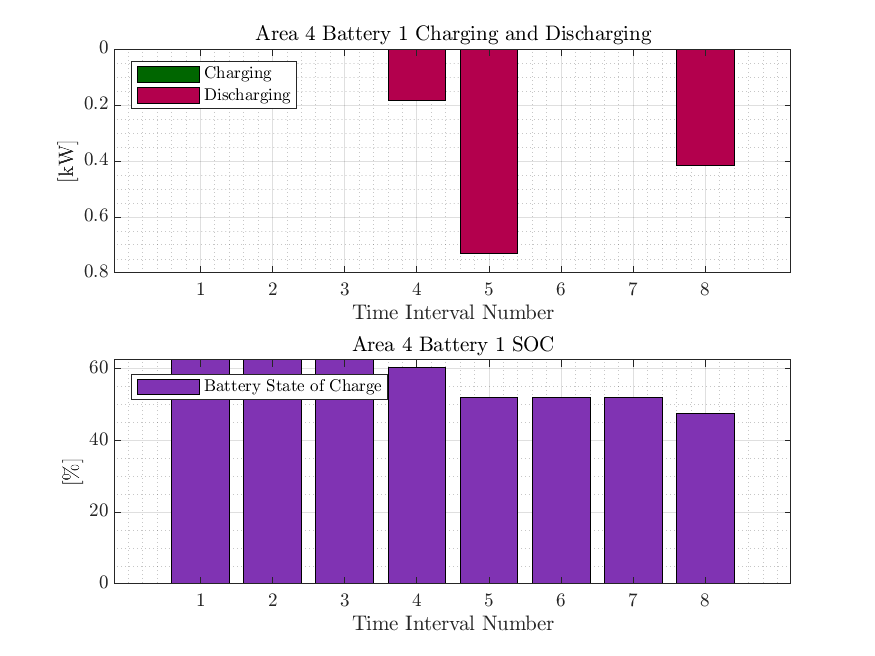 Area 4 Battery 1 Charging and Discharging
0
0.2
0.4
0.6
0.8
[kW]
Charging
Discharging
1 2 3 4 5 6 7 8
Time Interval Number
Area 4 Battery 1 SOC
60
40
20
0
[%]
Battery State of Charge
1 2 3 4 5 6 7 8
Time Interval Number